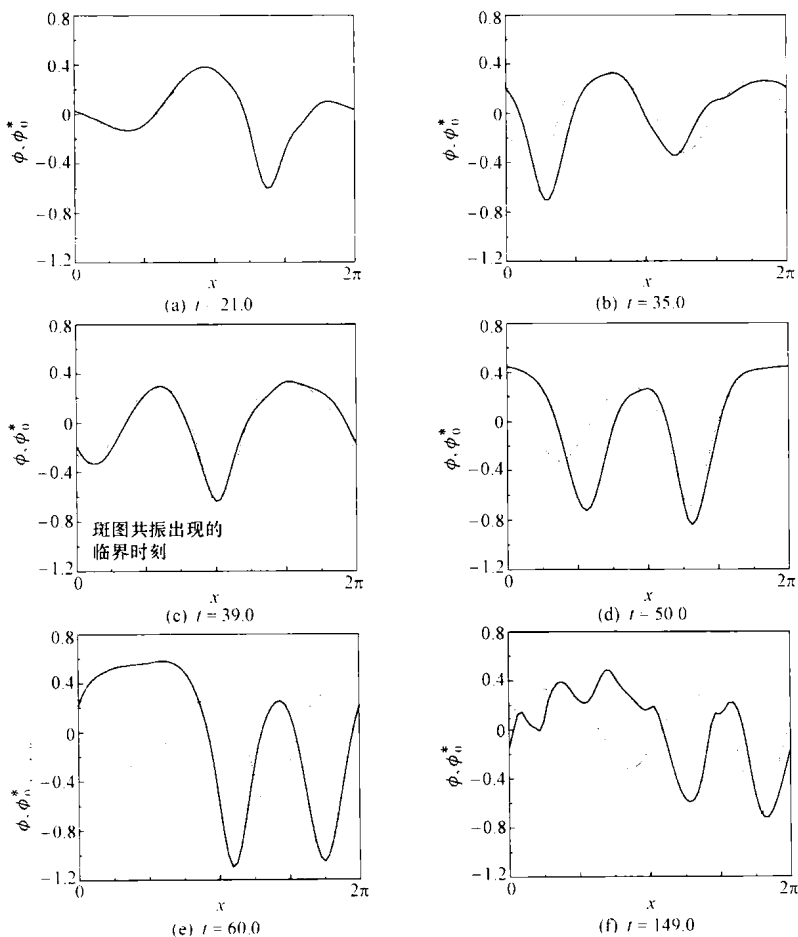 0.8
0.4
0
−0.4
−0.8
−1.2
ϕ、ϕ₀*
0
2π
x
(a) t = 21.0
0.8
0.4
0
−0.4
−0.8
−1.2
ϕ、ϕ₀*
0
2π
x
(b) t = 35.0
0.8
0.4
0
−0.4
−0.8
−1.2
ϕ、ϕ₀*
斑图共振出现的
临界时刻
0
2π
x
(c) t = 39.0
0.8
0.4
0
−0.4
−0.8
−1.2
ϕ、ϕ₀*
0
2π
x
(d) t = 50.0
0.8
0.4
0
−0.4
−0.8
−1.2
ϕ、ϕ₀*
0
2π
x
(e) t = 60.0
0.8
0.4
0
−0.4
−0.8
−1.2
ϕ、ϕ₀*
0
2π
x
(f) t = 149.0